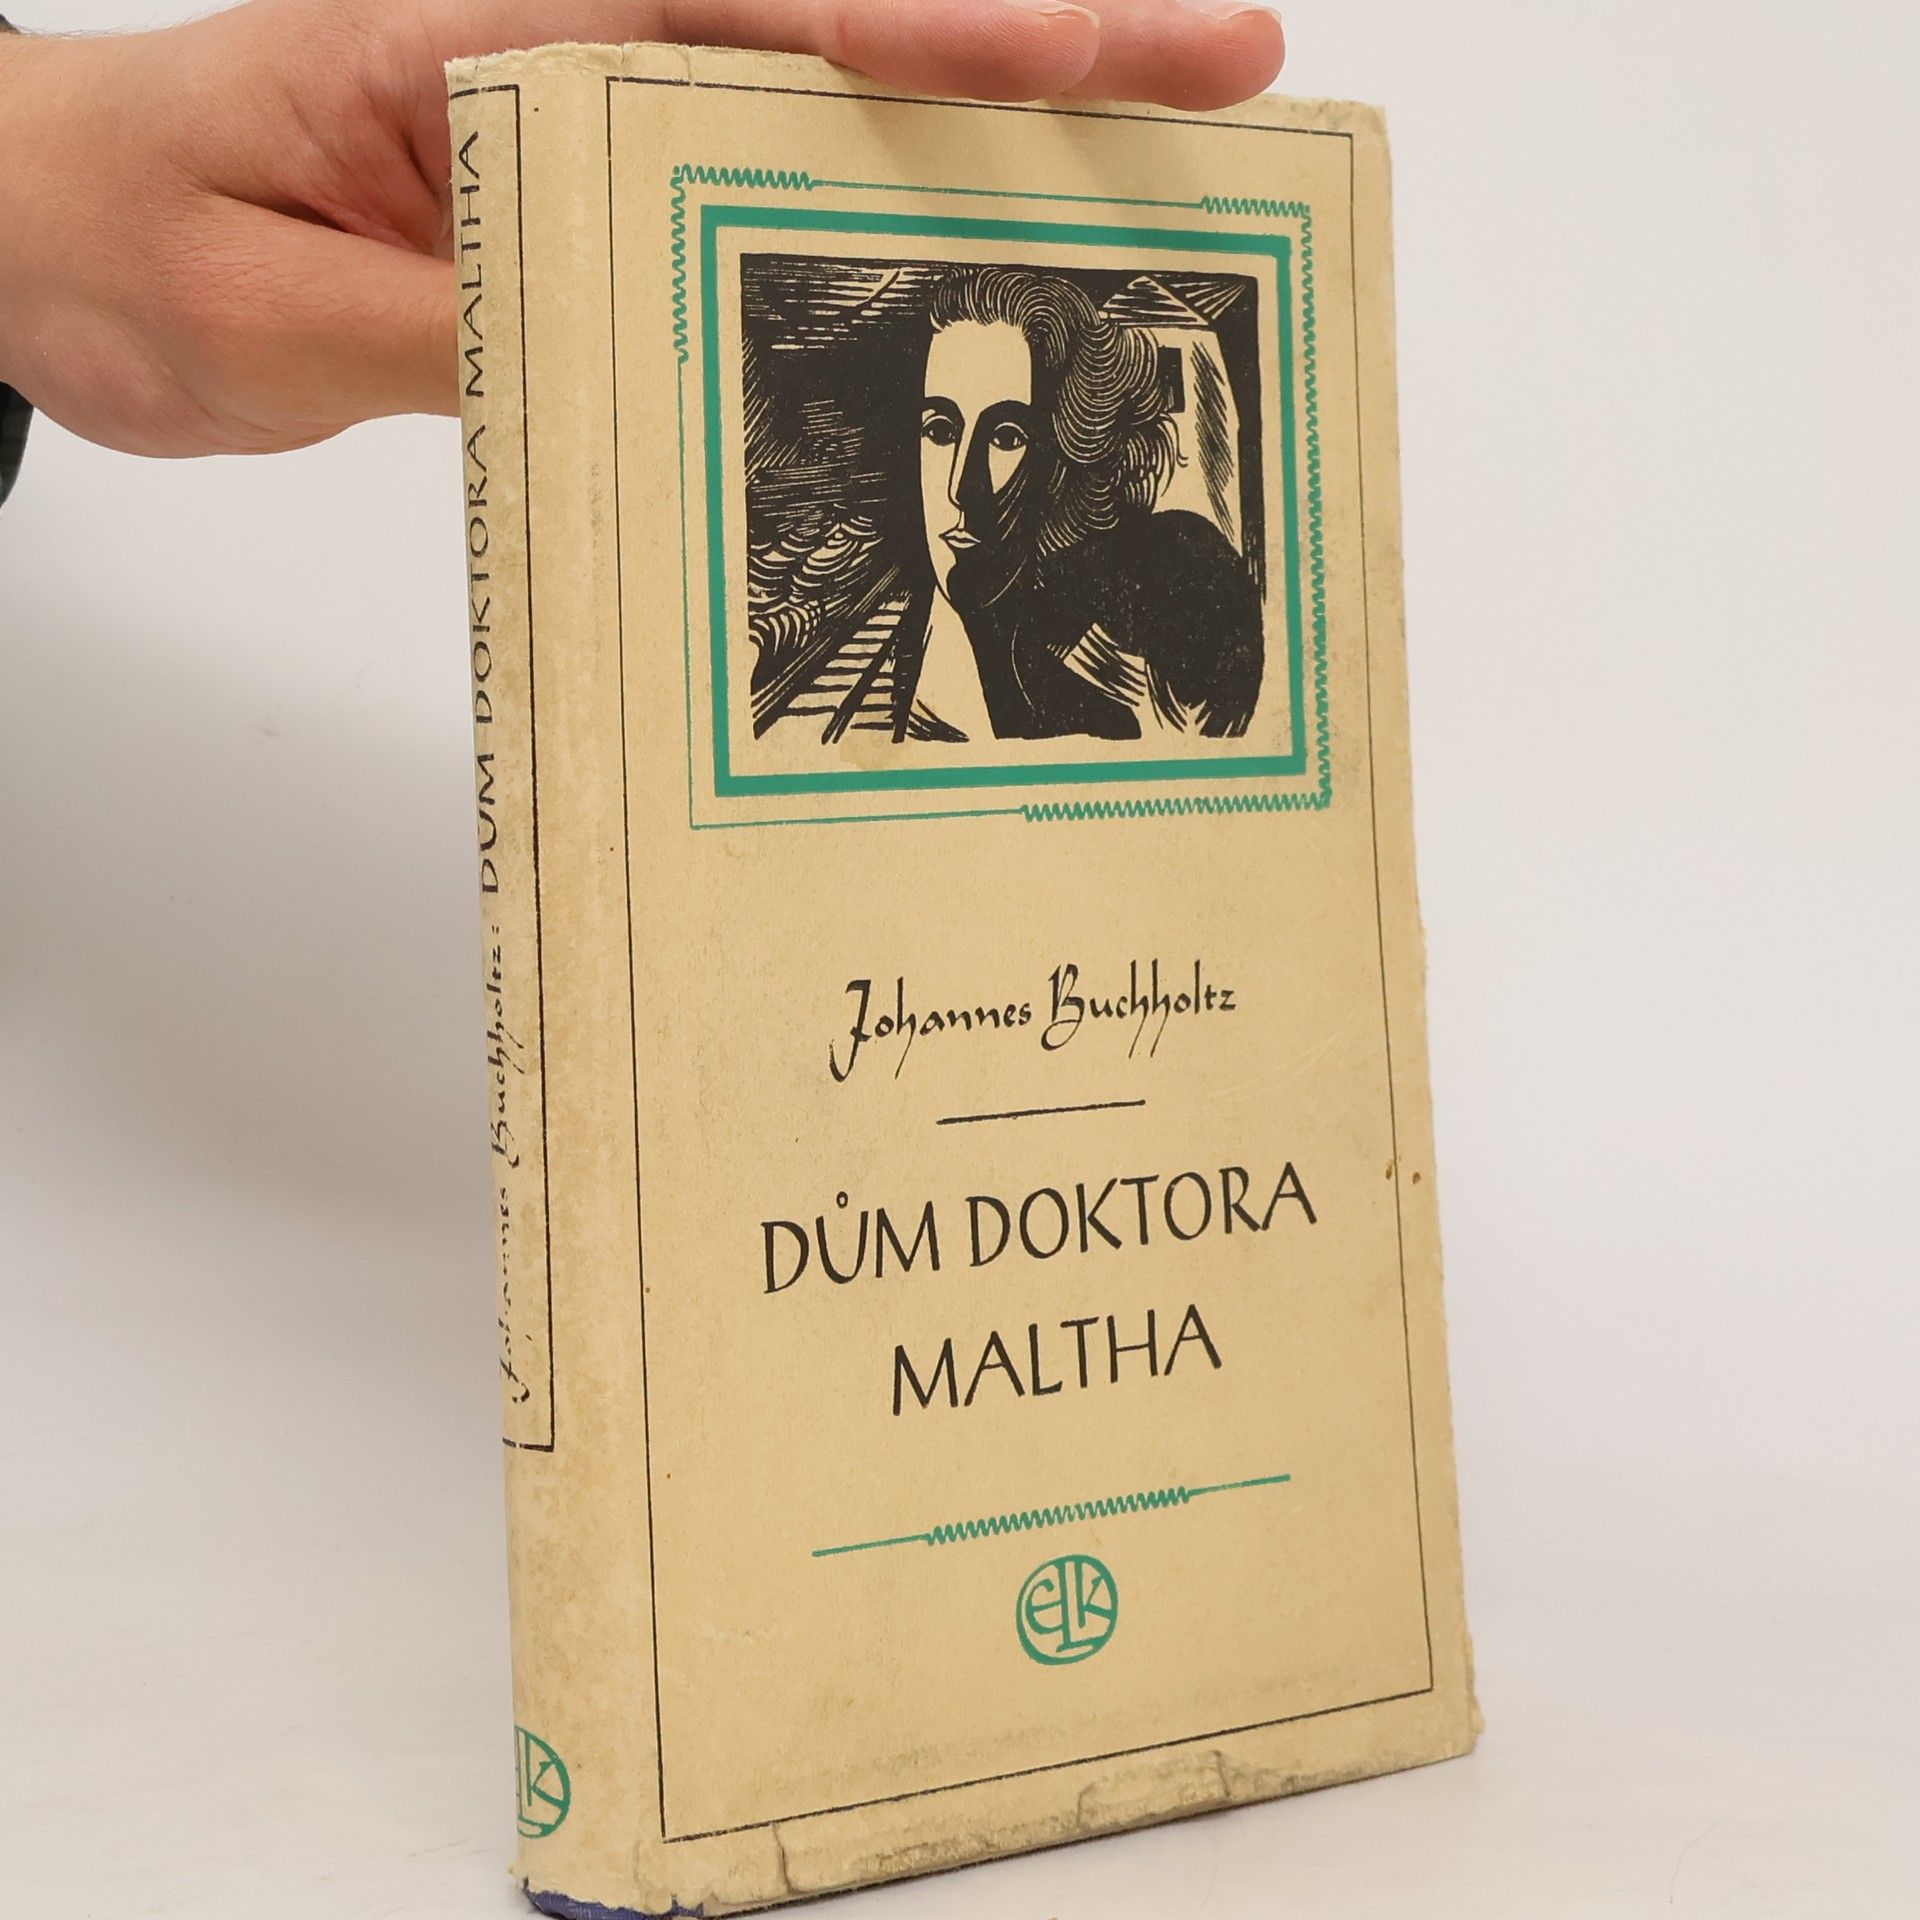 Johannes Buchholtz: DŮM DOKTORA MALTHA
Johannes Buchholtz
DŮM DOKTORA
MALTHA
ELK
ELK